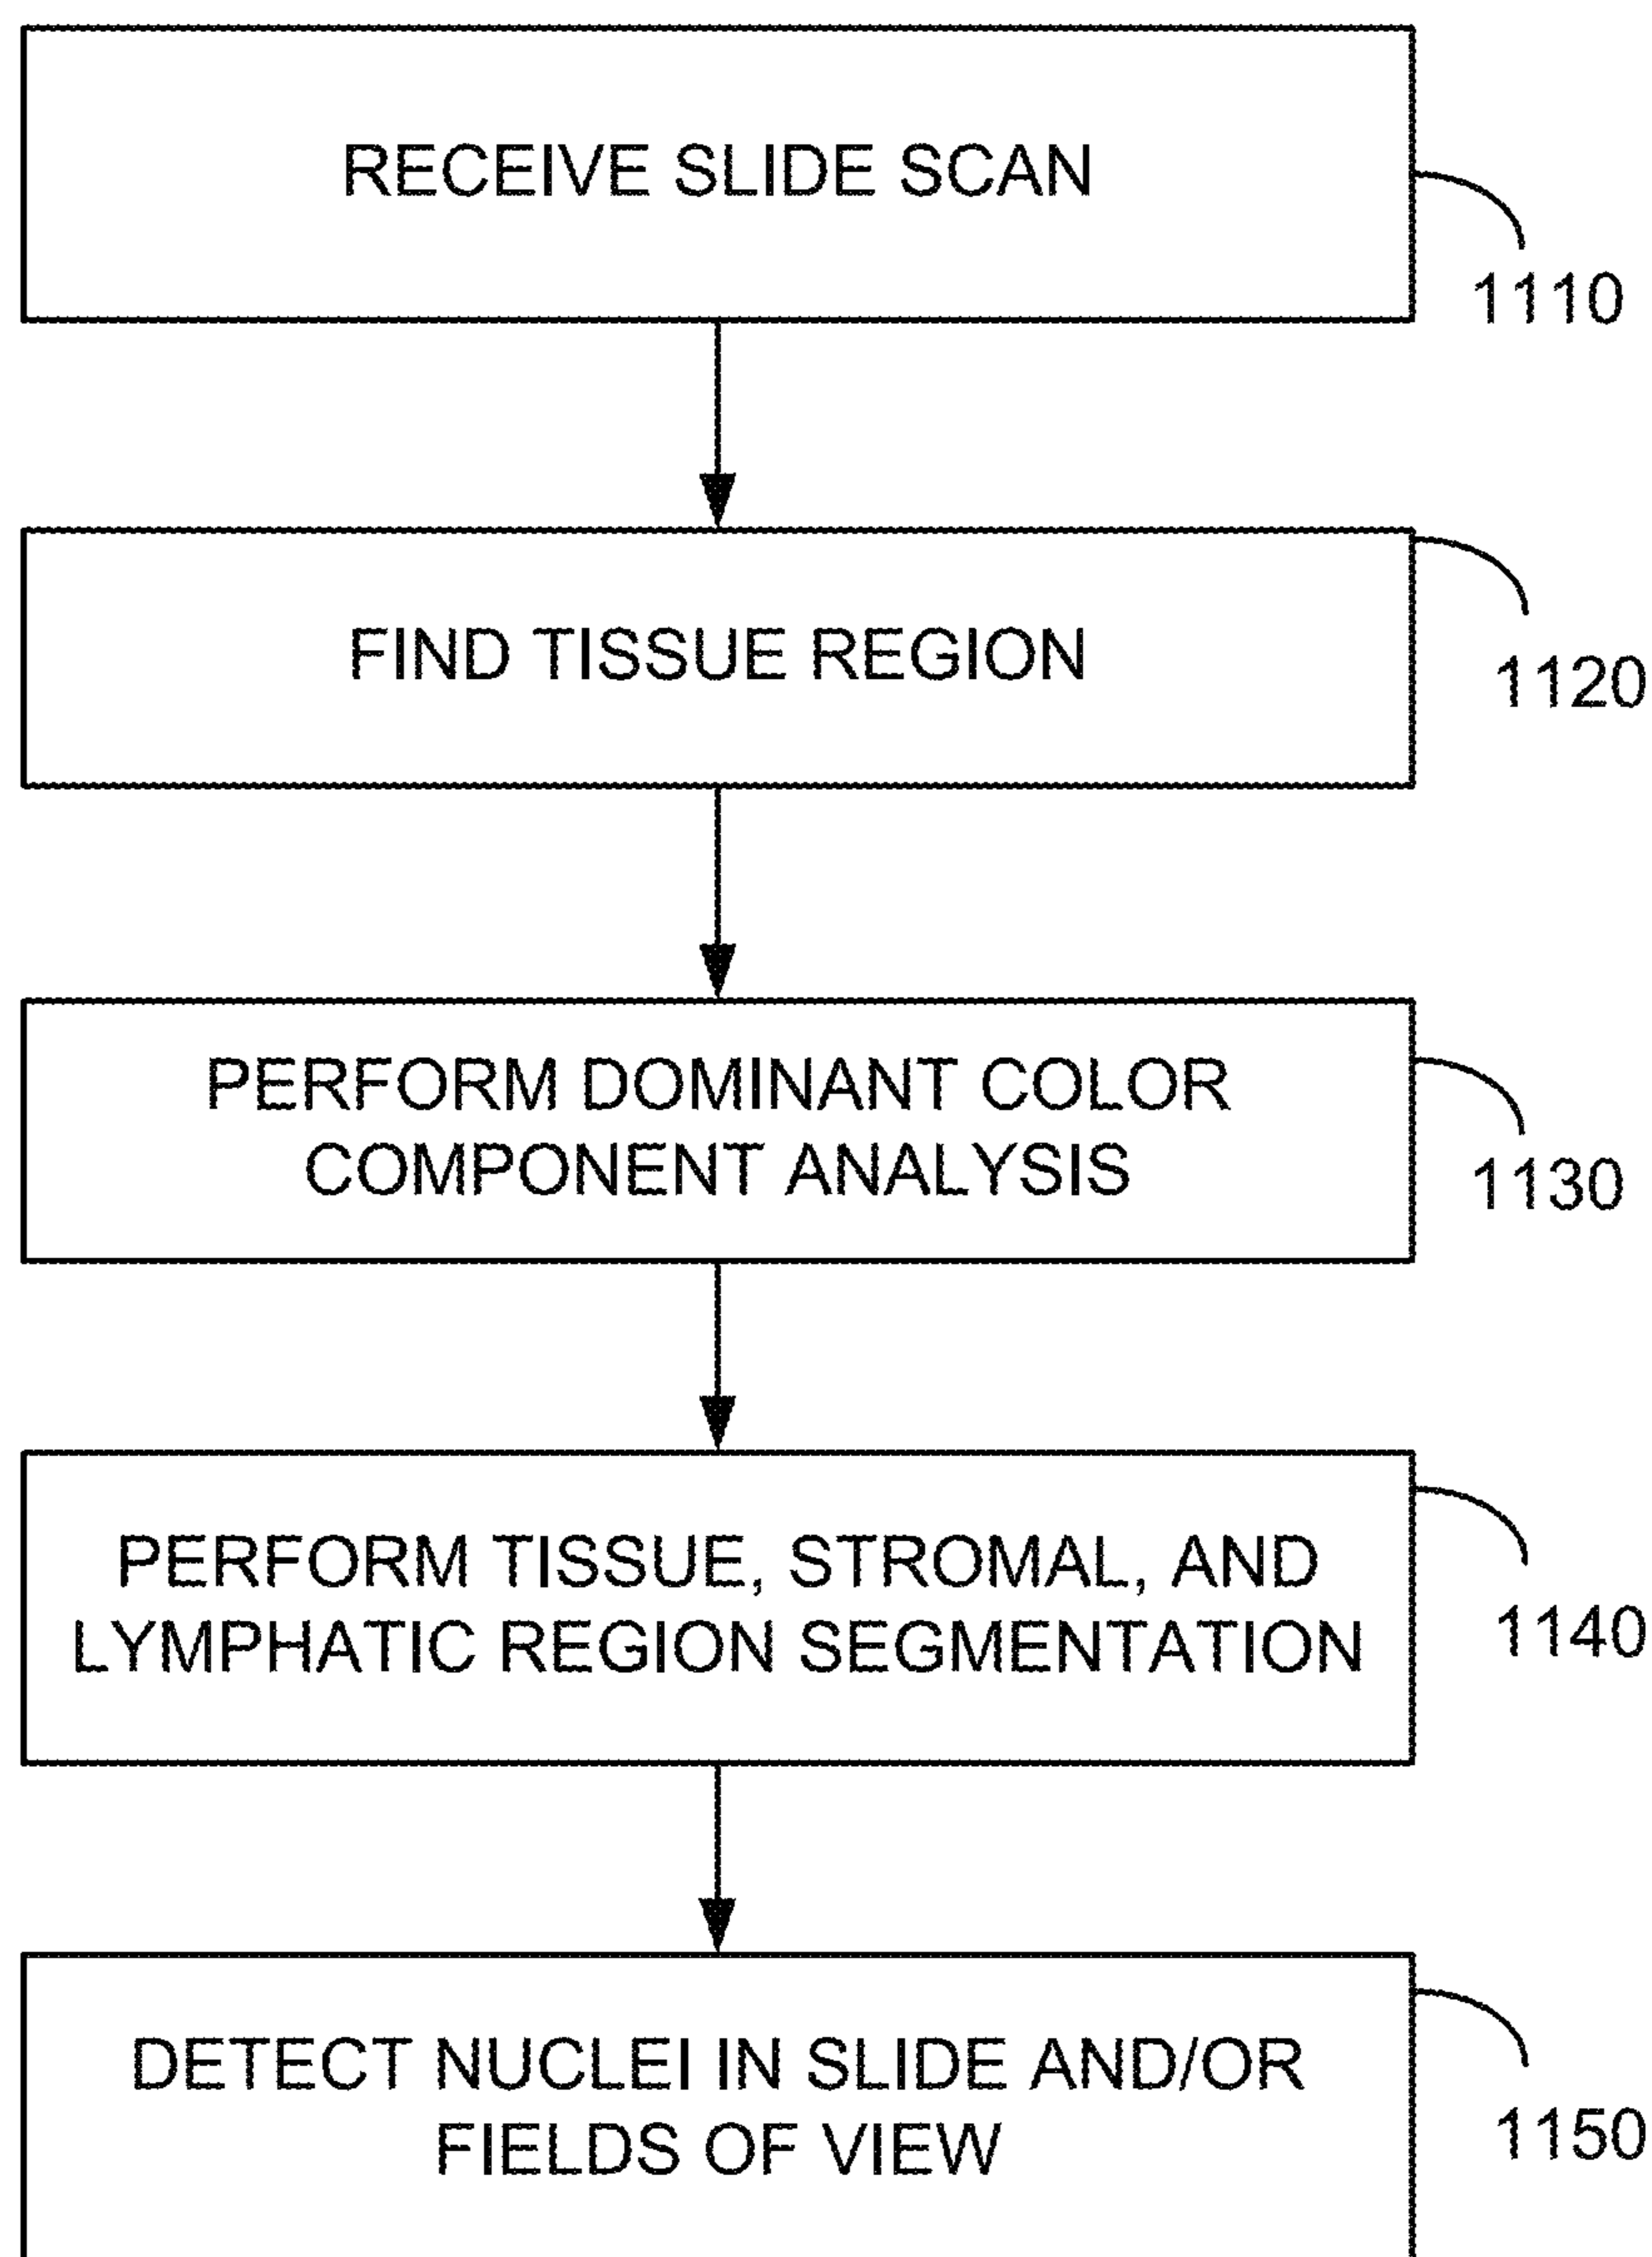 RECEIVE SLIDE SCAN
1110
FIND TISSUE REGION
1120
PERFORM DOMINANT COLOR
COMPONENT ANALYSIS
1130
PERFORM TISSUE, STROMAL, AND
LYMPHATIC REGION SEGMENTATION
1140
DETECT NUCLEI IN SLIDE AND/OR
FIELDS OF VIEW
1150